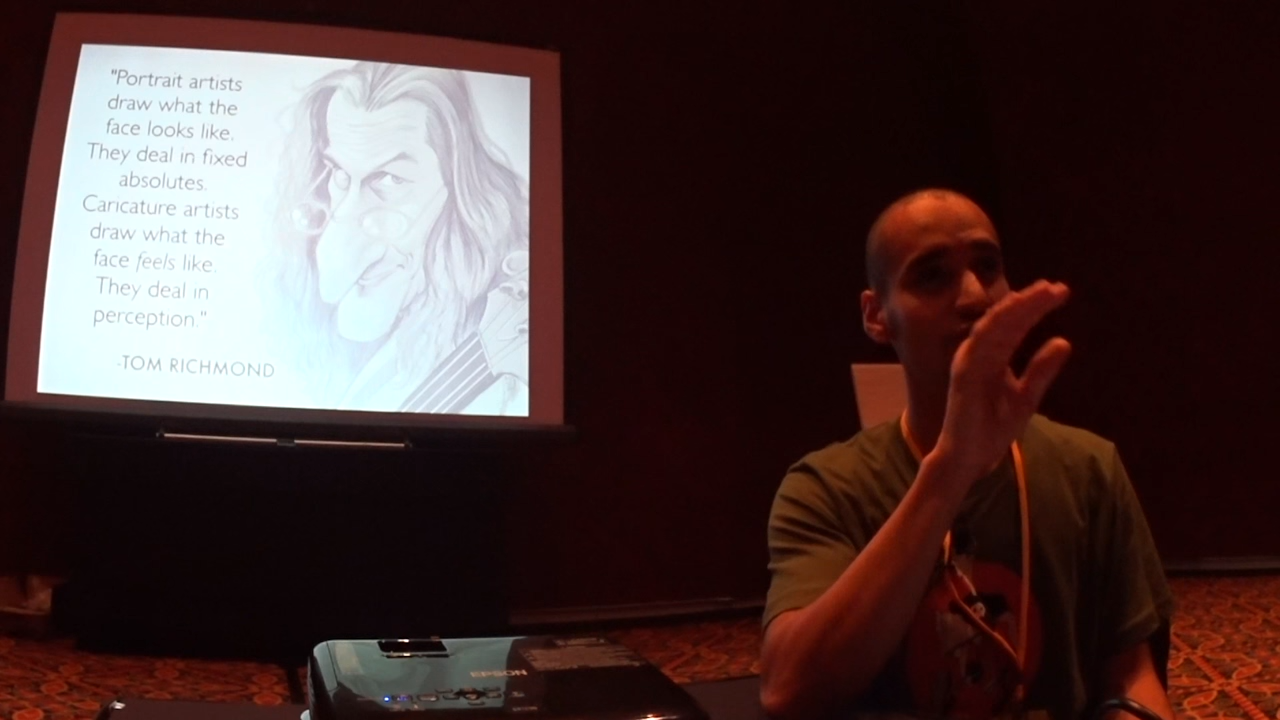 "Portrait artists
draw what the
face looks like.
They deal in fixed
absolutes.
Caricature artists
draw what the
face feels like.
They deal in
perception."
-TOM RICHMOND
EPSON